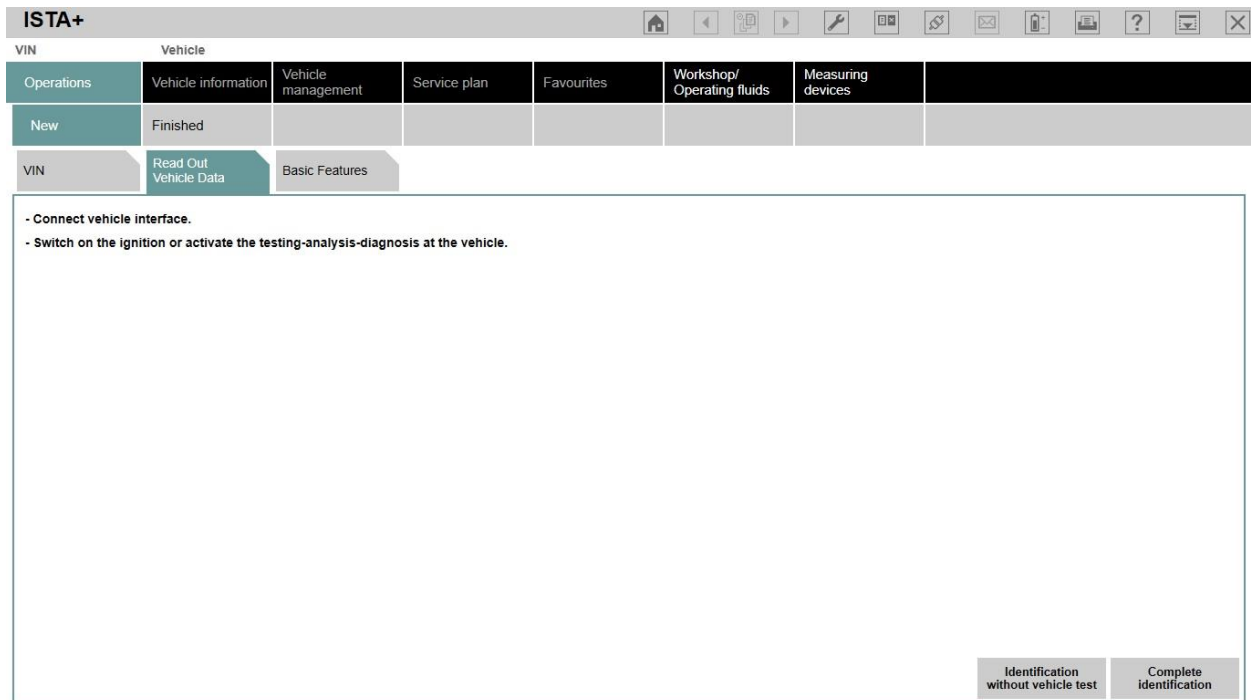 ISTA+
VIN Vehicle
Operations Vehicle information Vehicle management Service plan Favourites Workshop/ Operating fluids Measuring devices
New Finished
VIN Read Out Vehicle Data Basic Features
- Connect vehicle interface.
- Switch on the ignition or activate the testing-analysis-diagnosis at the vehicle.
Identification without vehicle test Complete identification